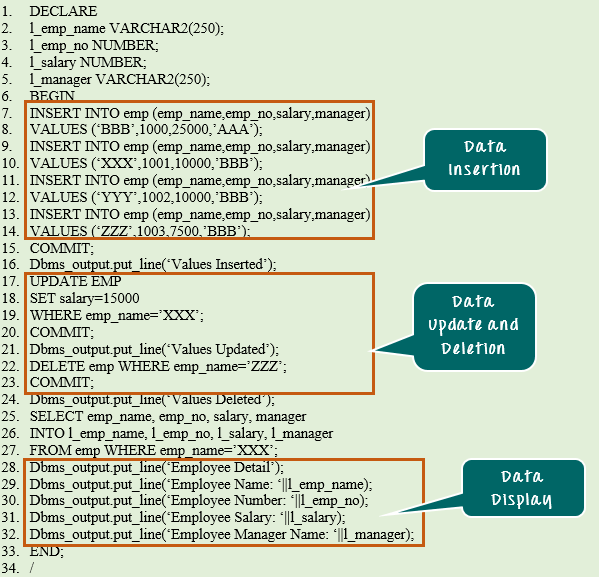 1. DECLARE
2. l_emp_name VARCHAR2(250);
3. l_emp_no NUMBER;
4. l_salary NUMBER;
5. l_manager VARCHAR2(250);
6. BEGIN
7. INSERT INTO emp (emp_name,emp_no,salary,manager)
8. VALUES (‘BBB’,1000,25000,’AAA’);
9. INSERT INTO emp (emp_name,emp_no,salary,manager)
10. VALUES (‘XXX’,1001,10000,’BBB’);
11. INSERT INTO emp (emp_name,emp_no,salary,manager)
12. VALUES (‘YYY’,1002,10000,’BBB’);
13. INSERT INTO emp (emp_name,emp_no,salary,manager)
14. VALUES (‘ZZZ’,1003,7500,’BBB’);
Data
Insertion
15. COMMIT;
16. Dbms_output.put_line(‘Values Inserted’);
17. UPDATE EMP
18. SET salary=15000
19. WHERE emp_name=’XXX’;
20. COMMIT;
21. Dbms_output.put_line(‘Values Updated’);
22. DELETE emp WHERE emp_name=’ZZZ’;
23. COMMIT;
Data
Update and
Deletion
24. Dbms_output.put_line(‘Values Deleted’);
25. SELECT emp_name, emp_no, salary, manager
26. INTO l_emp_name, l_emp_no, l_salary, l_manager
27. FROM emp WHERE emp_name=’XXX’;
28. Dbms_output.put_line(‘Employee Detail’);
29. Dbms_output.put_line(‘Employee Name: ‘||l_emp_name);
30. Dbms_output.put_line(‘Employee Number: ‘||l_emp_no);
31. Dbms_output.put_line(‘Employee Salary: ‘||l_salary);
32. Dbms_output.put_line(‘Employee Manager Name: ‘||l_manager);
Data
Display
33. END;
34. /